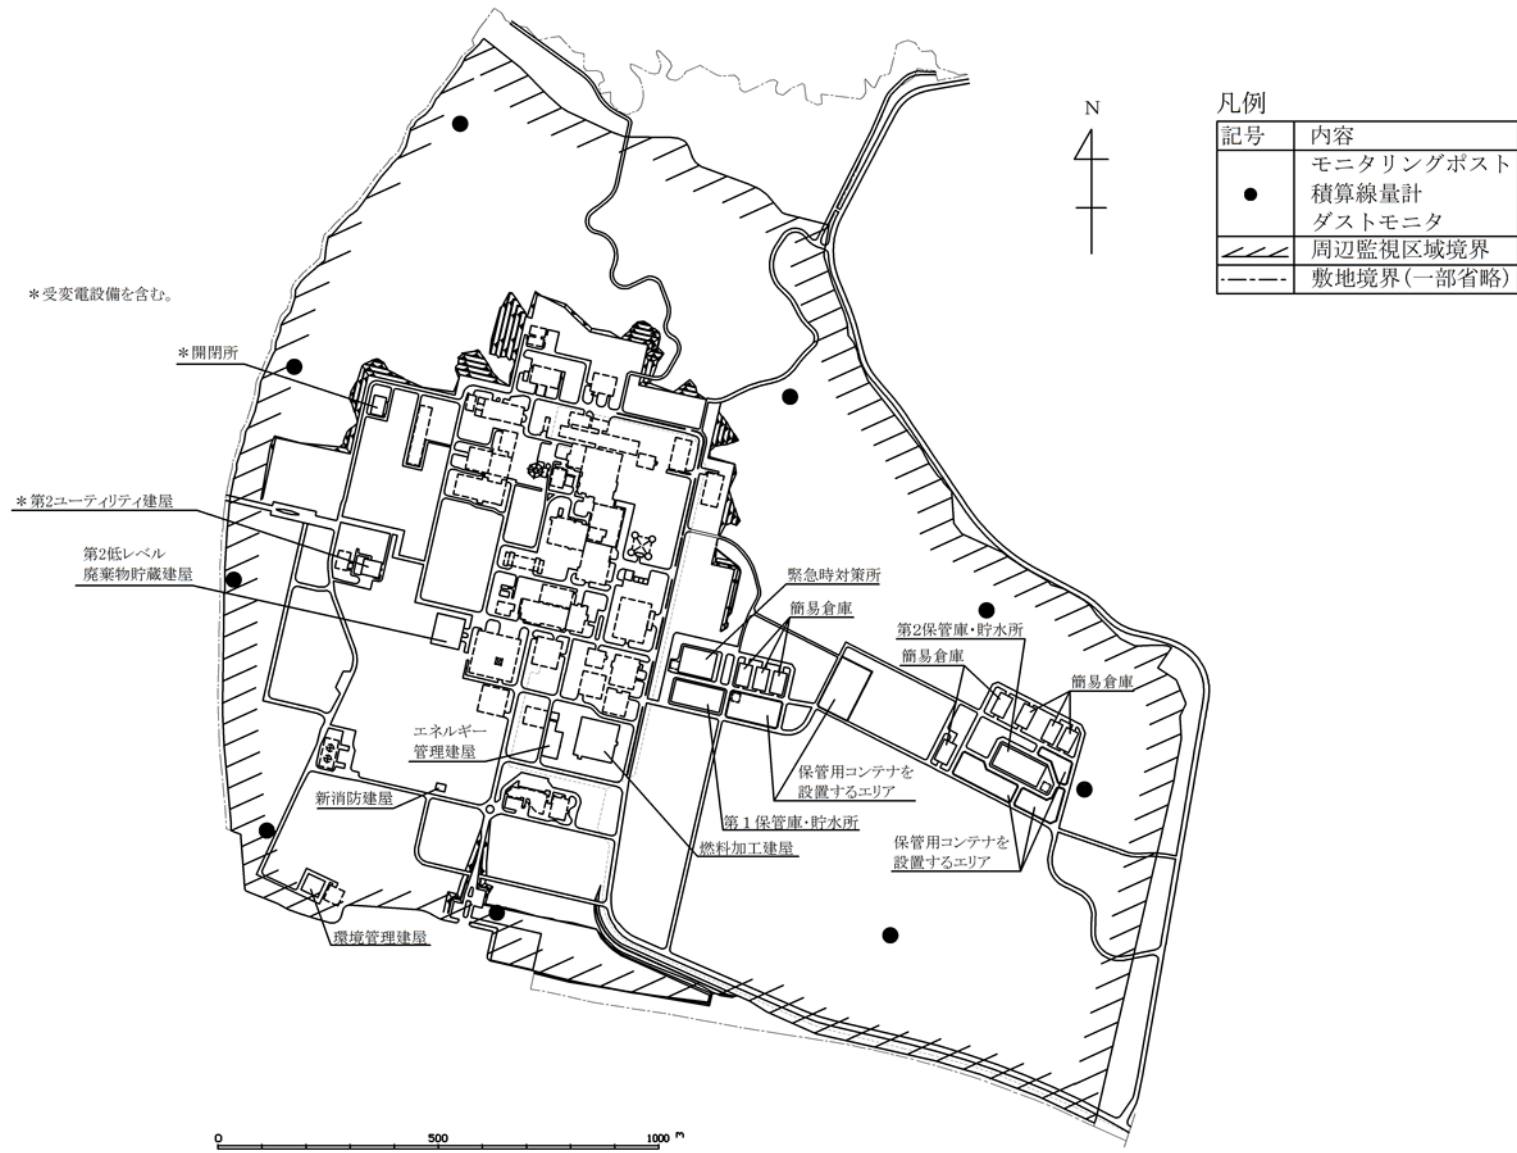 N
凡例
記号 内容
モニタリングポスト
積算線量計
ダストモニタ
周辺監視区域境界
敷地境界(一部省略)
*受変電設備を含む。
*開閉所
*第2ユーティリティ建屋
第2低レベル
廃棄物貯蔵建屋
緊急時対策所
簡易倉庫
第2保管庫・貯水所
簡易倉庫
簡易倉庫
エネルギー
管理建屋
新消防建屋
保管用コンテナを
設置するエリア
第1保管庫・貯水所
燃料加工建屋
保管用コンテナを
設置するエリア
環境管理建屋
0 500 1000 m